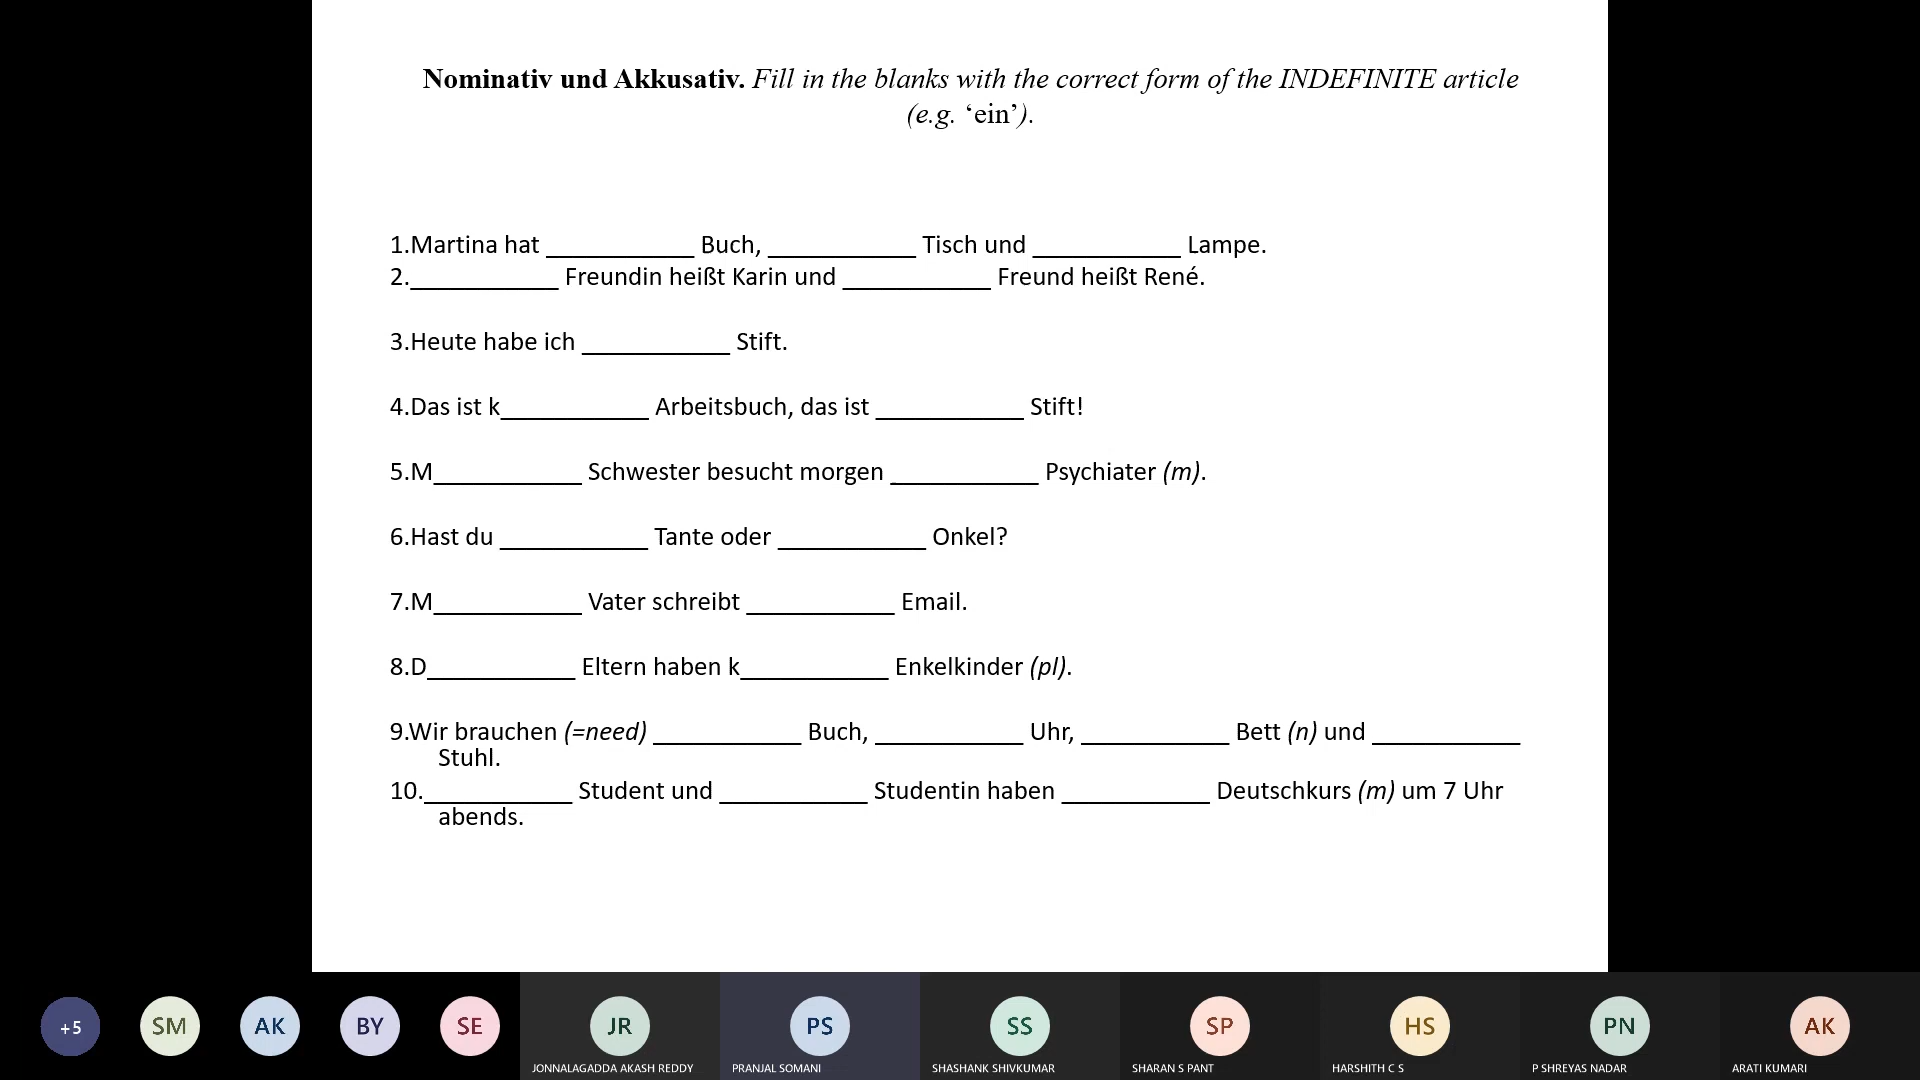 Nominativ und Akkusativ. Fill in the blanks with the correct form of the INDEFINITE article
(e.g. ‘ein’).
1.Martina hat ___________ Buch, ___________ Tisch und ___________ Lampe.
2.___________ Freundin heißt Karin und ___________ Freund heißt René.
3.Heute habe ich ___________ Stift.
4.Das ist k___________ Arbeitsbuch, das ist ___________ Stift!
5.M___________ Schwester besucht morgen ___________ Psychiater (m).
6.Hast du ___________ Tante oder ___________ Onkel?
7.M___________ Vater schreibt ___________ Email.
8.D___________ Eltern haben k___________ Enkelkinder (pl).
9.Wir brauchen (=need) ___________ Buch, ___________ Uhr, ___________ Bett (n) und ___________
Stuhl.
10.___________ Student und ___________ Studentin haben ___________ Deutschkurs (m) um 7 Uhr
abends.
+5 SM AK BY SE JR PS SS SP HS PN AK
JONNALAGADDA AKASH REDDY PRANJAL SOMANI SHASHANK SHIVKUMAR SHARAN S PANT HARSHITH C S P SHREYAS NADAR ARATI KUMARI